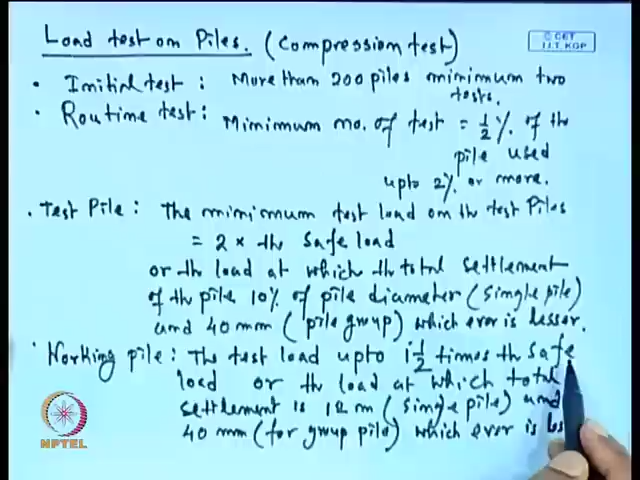 Load test on Piles. (Compression test)
© CET
I.I.T. KGP
• Initial test : More than 200 piles minimum two
tests.
• Routine test : Minimum no. of test = 1/2 % of the
pile used
upto 2% or more.
• Test Pile : The minimum test load on the test Piles
= 2 × the safe load
or the load at which the total settlement
of the pile 10% of pile diameter (single pile)
and 40 mm (pile group) which ever is lesser.
• Working pile : The test load upto 1 1/2 times the safe
load or the load at which total
settlement is 12 m (single pile) and
40 mm (for group pile) which ever is
NPTEL